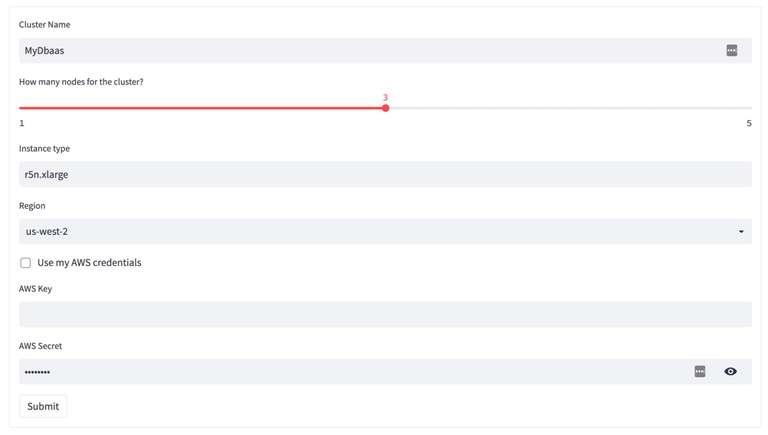 Cluster Name
MyDbaas
How many nodes for the cluster?
3
1 5
Instance type
r5n.xlarge
Region
us-west-2
Use my AWS credentials
AWS Key
AWS Secret
••••••••
Submit